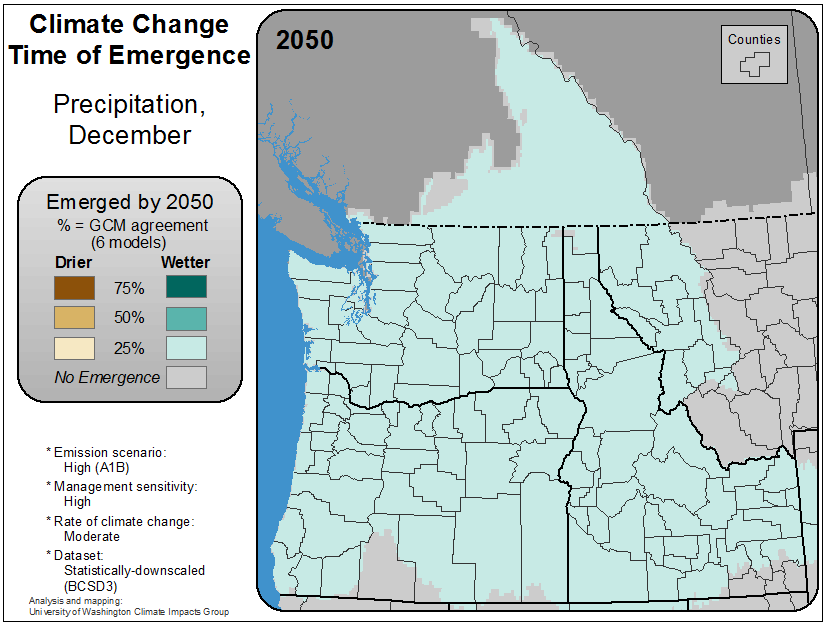 Climate Change
Time of Emergence
Precipitation,
December
Emerged by 2050
% = GCM agreement
(6 models)
Drier Wetter
75%
50%
25%
No Emergence
* Emission scenario:
High (A1B)
* Management sensitivity:
High
* Rate of climate change:
Moderate
* Dataset:
Statistically-downscaled
(BCSD3)
Analysis and mapping:
University of Washington Climate Impacts Group
2050
Counties